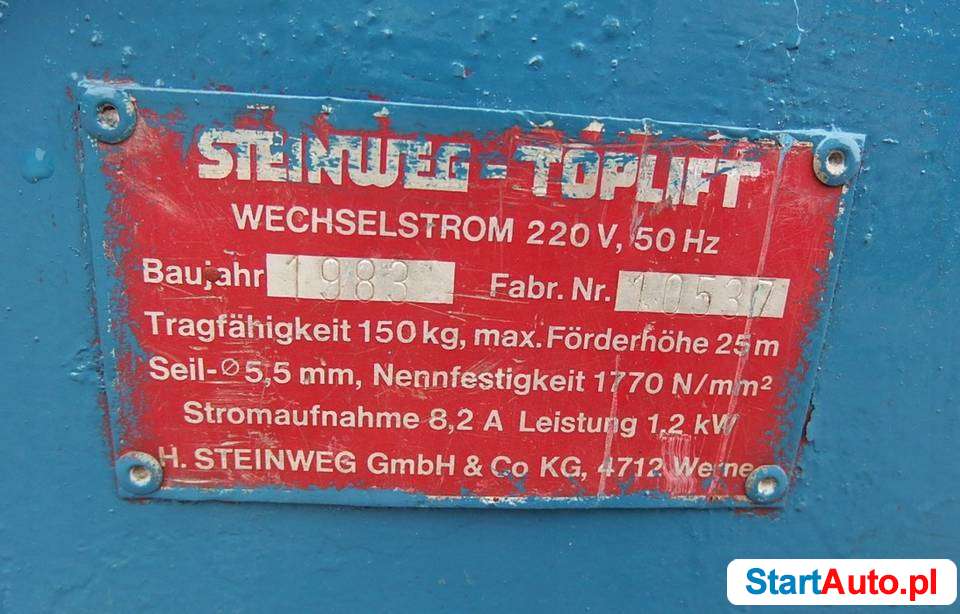 STEINWEG-TOPLIFT
WECHSELSTROM 220 V, 50 Hz
Baujahr 1983 Fabr. Nr. 10537
Tragfähigkeit 150 kg, max. Förderhöhe 25 m
Seil-Ø 5,5 mm, Nennfestigkeit 1770 N/mm²
Stromaufnahme 8,2 A Leistung 1,2 kW
H. STEINWEG GmbH & Co KG, 4712 Werne
StartAuto.pl